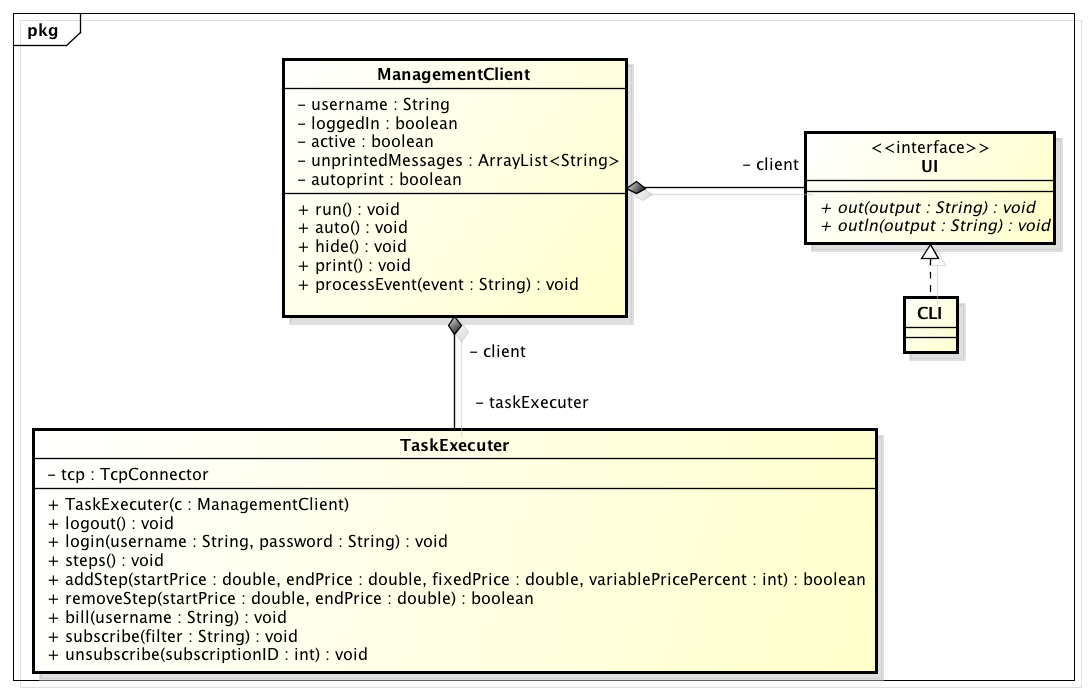 pkg
ManagementClient
– username : String
– loggedIn : boolean
– active : boolean
– unprintedMessages : ArrayList<String>
– autoprint : boolean
+ run() : void
+ auto() : void
+ hide() : void
+ print() : void
+ processEvent(event : String) : void
– client
<<interface>>
UI
+ out(output : String) : void
+ outln(output : String) : void
CLI
– client
– taskExecuter
TaskExecuter
– tcp : TcpConnector
+ TaskExecuter(c : ManagementClient)
+ logout() : void
+ login(username : String, password : String) : void
+ steps() : void
+ addStep(startPrice : double, endPrice : double, fixedPrice : double, variablePricePercent : int) : boolean
+ removeStep(startPrice : double, endPrice : double) : boolean
+ bill(username : String) : void
+ subscribe(filter : String) : void
+ unsubscribe(subscriptionID : int) : void